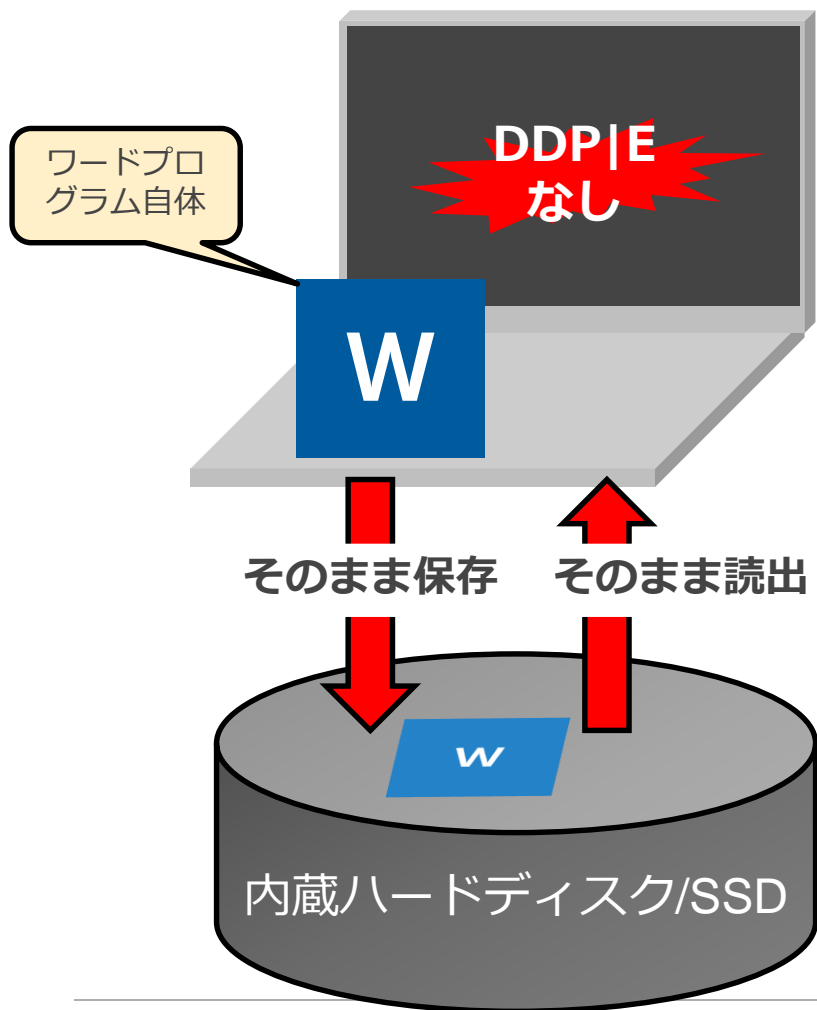 DDP|E
なし
ワードプロ
グラム自体
W
そのまま保存
そのまま読出
W
内蔵ハードディスク/SSD